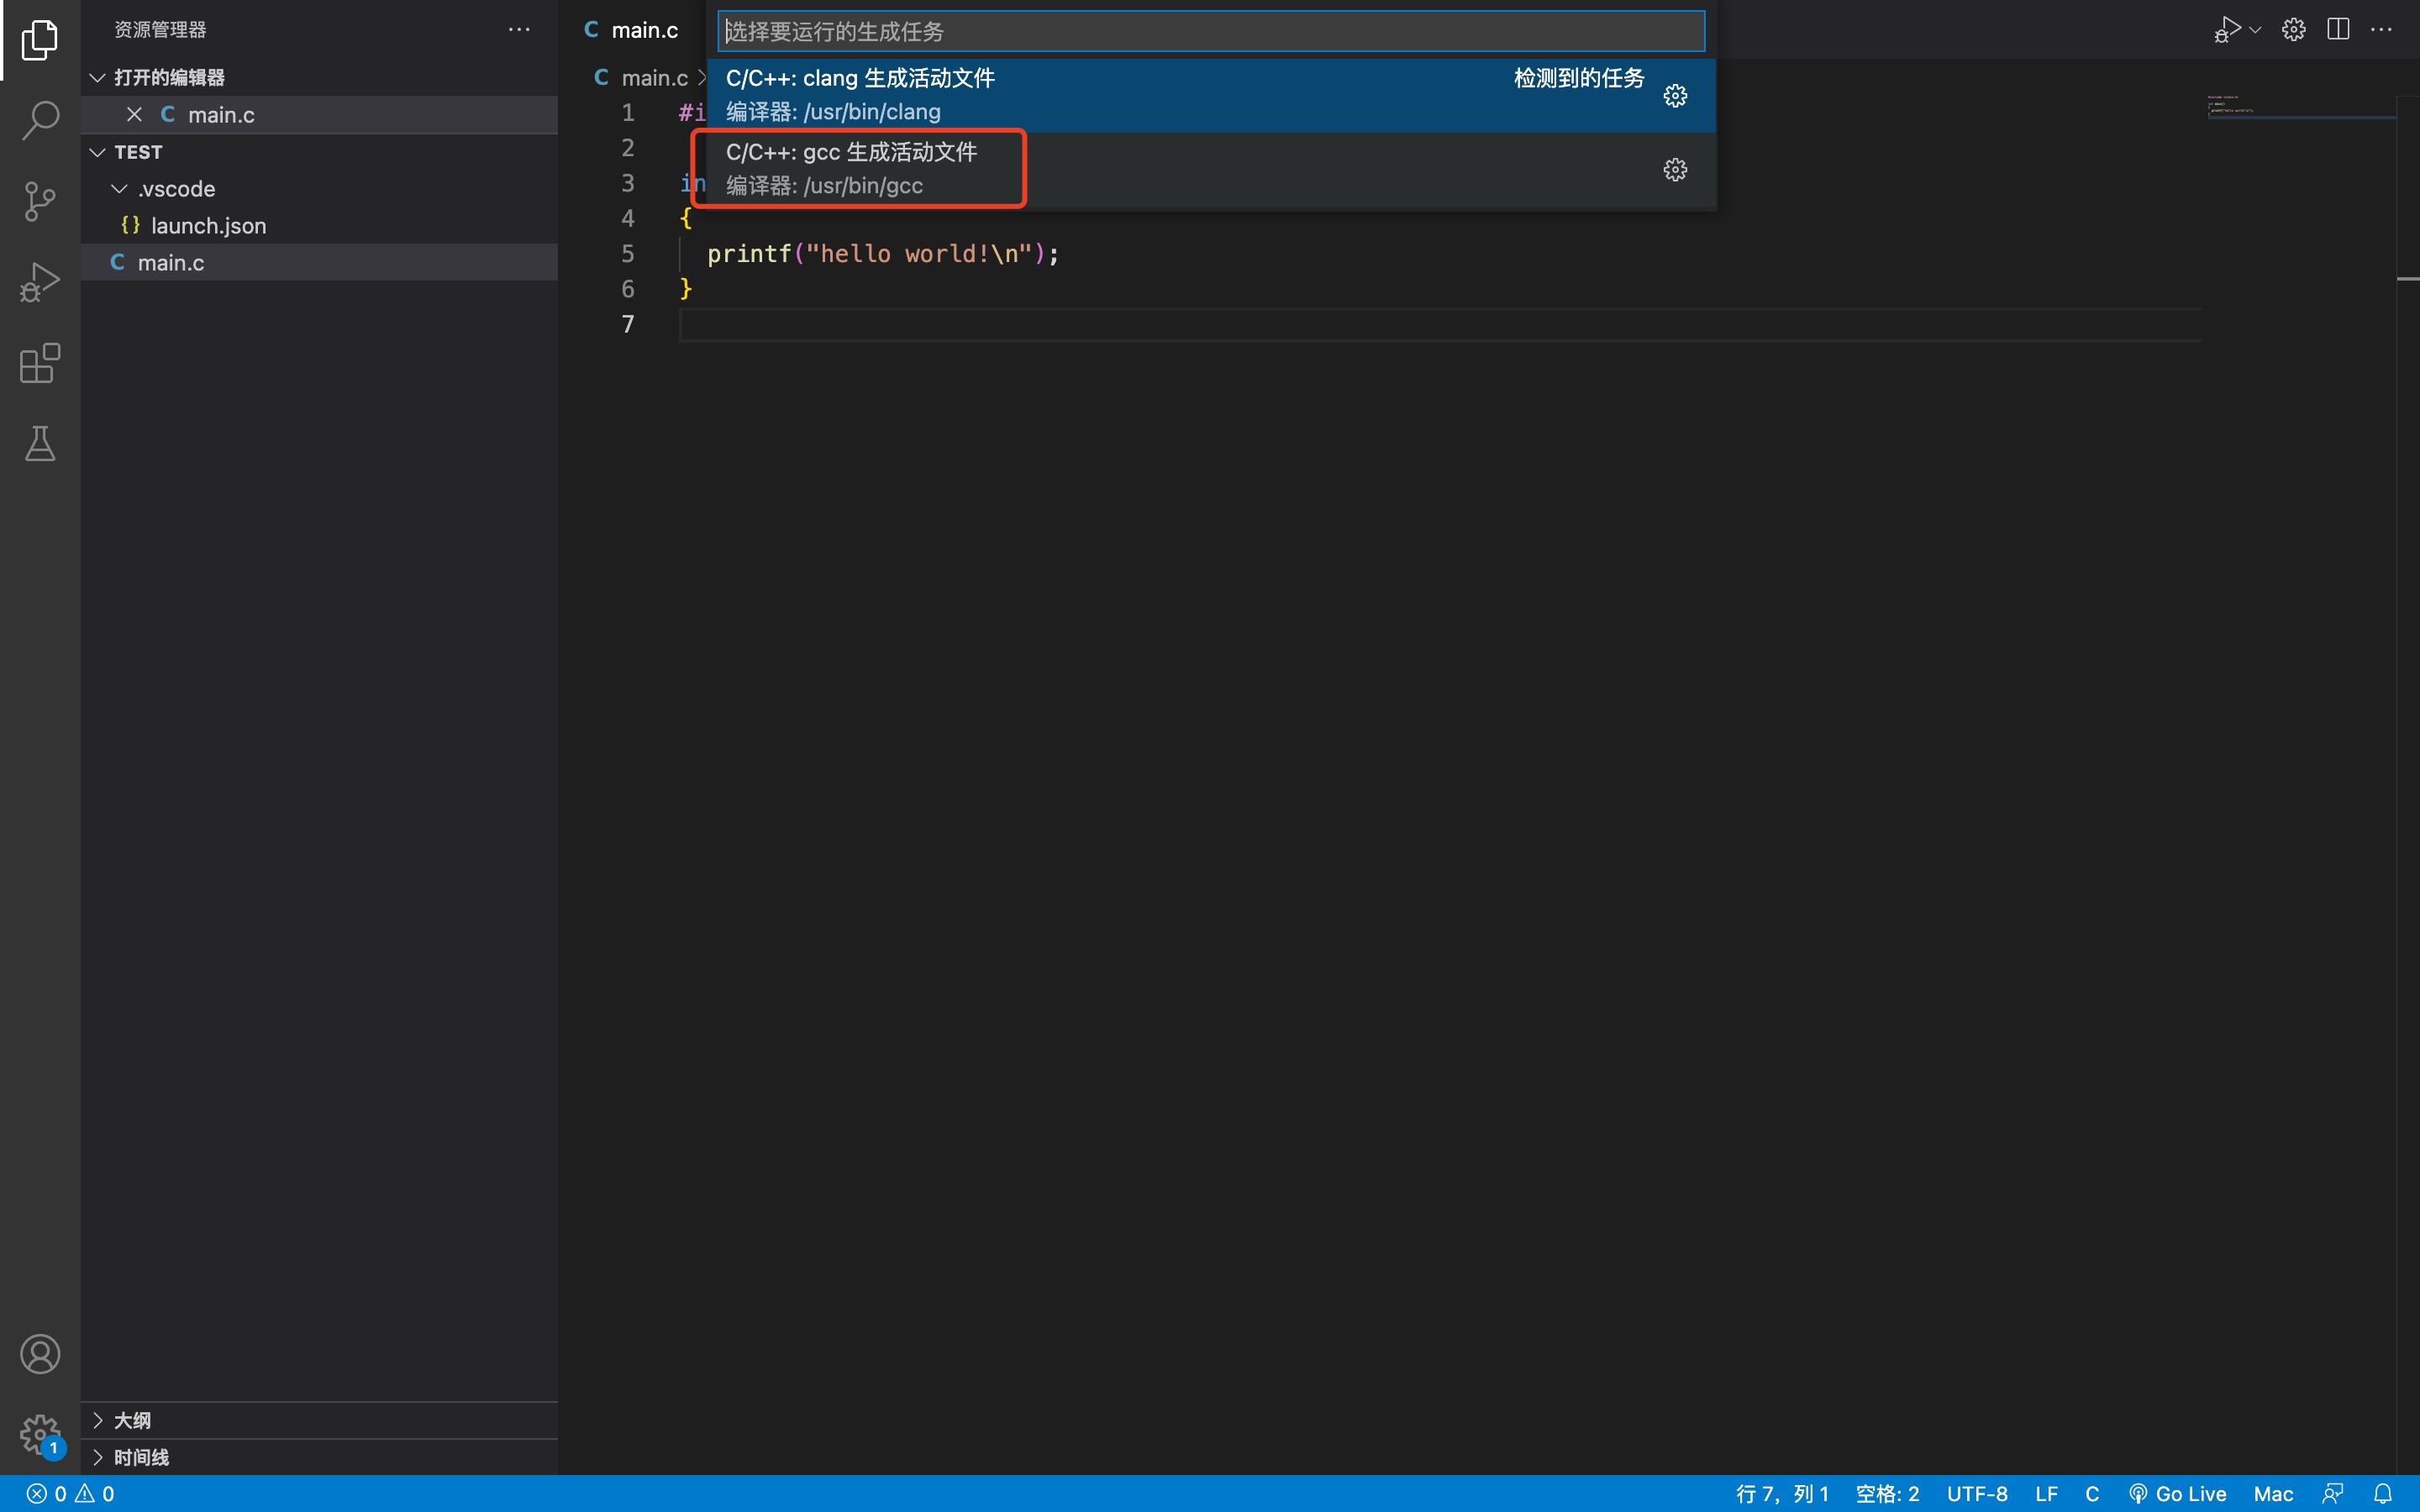 资源管理器
打开的编辑器
main.c
TEST
.vscode
{} launch.json
C main.c
大纲
时间线
C main.c
选择要运行的生成任务
C main.c
C/C++: clang 生成活动文件 检测到的任务
编译器: /usr/bin/clang
C/C++: gcc 生成活动文件
编译器: /usr/bin/gcc
1 #i
2
3 in
4 {
5 printf("hello world!\n");
6 }
7
1
0 0
行 7，列 1 空格: 2 UTF-8 LF C Go Live Mac